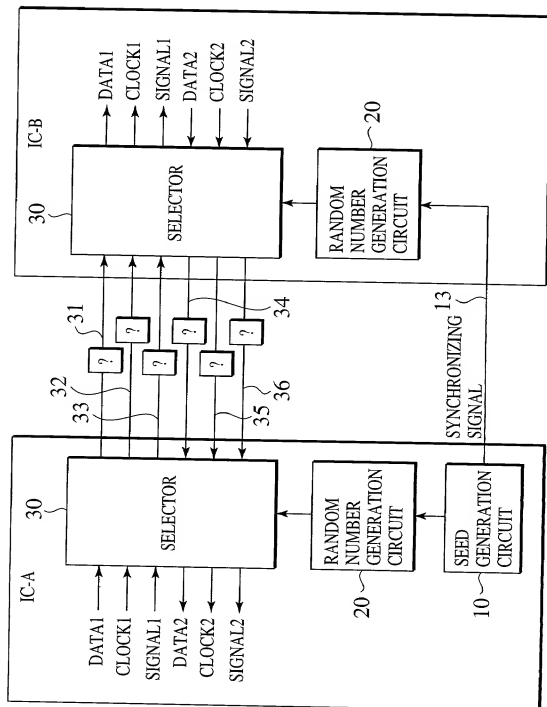 IC-A
30
DATA1
CLOCK1
SIGNAL1
DATA2
CLOCK2
SIGNAL2
SELECTOR
RANDOM
NUMBER
GENERATION
CIRCUIT
20
SEED
GENERATION
CIRCUIT
10
31
32
33
?
?
?
?
?
?
34
35
36
SYNCHRONIZING
SIGNAL
13
IC-B
30
SELECTOR
DATA1
CLOCK1
SIGNAL1
DATA2
CLOCK2
SIGNAL2
20
RANDOM
NUMBER
GENERATION
CIRCUIT